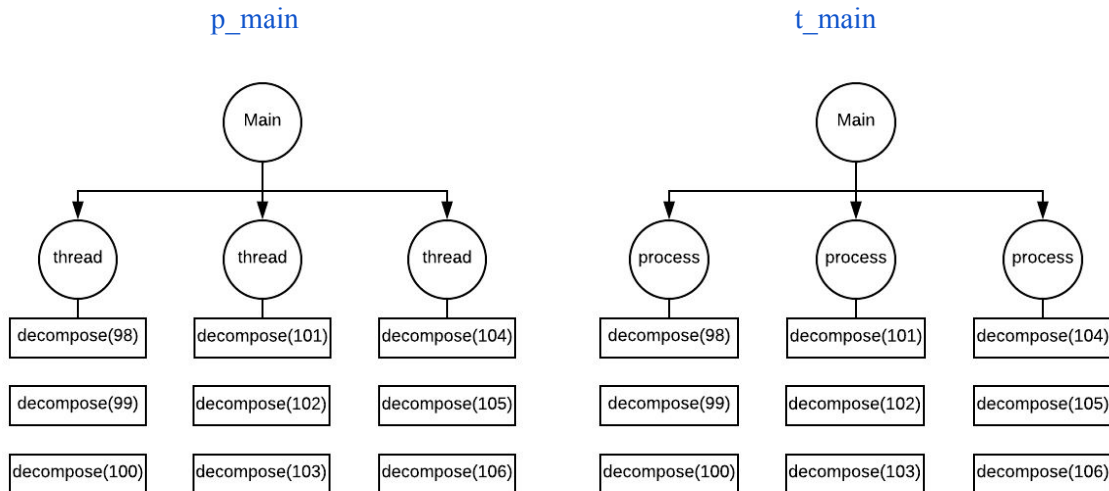 p_main
t_main
Main
Main
thread
thread
thread
process
process
process
decompose(98)
decompose(101)
decompose(104)
decompose(98)
decompose(101)
decompose(104)
decompose(99)
decompose(102)
decompose(105)
decompose(99)
decompose(102)
decompose(105)
decompose(100)
decompose(103)
decompose(106)
decompose(100)
decompose(103)
decompose(106)